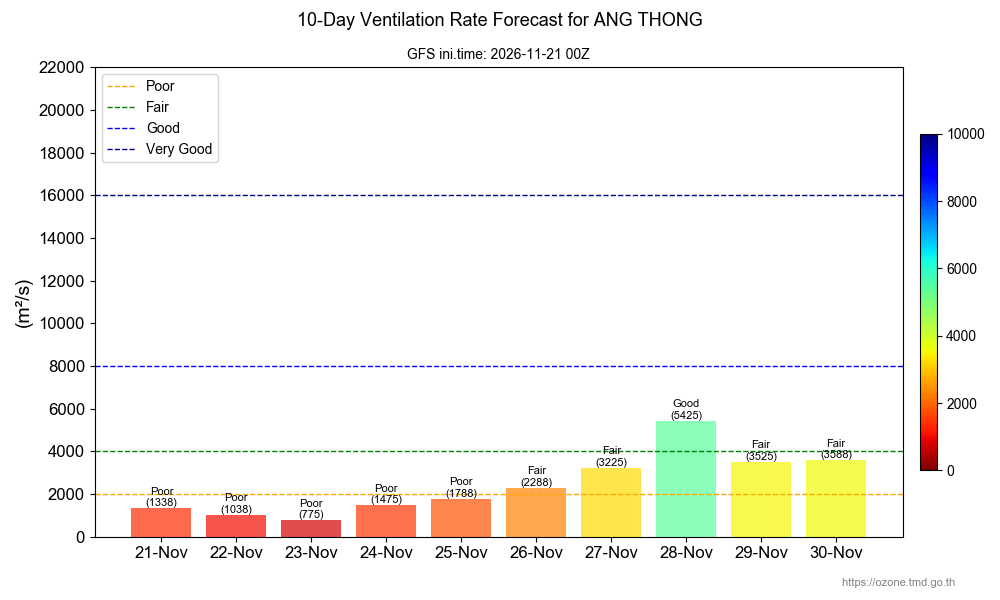 10-Day Ventilation Rate Forecast for ANG THONG
GFS ini.time: 2026-11-21 00Z
22000
20000
18000
16000
14000
12000
10000
8000
6000
4000
2000
0
(m²/s)
Poor
Fair
Good
Very Good
Poor
(1338)
Poor
(1038)
Poor
(775)
Poor
(1475)
Poor
(1788)
Fair
(2288)
Fair
(3225)
Good
(5425)
Fair
(3525)
Fair
(3588)
21-Nov
22-Nov
23-Nov
24-Nov
25-Nov
26-Nov
27-Nov
28-Nov
29-Nov
30-Nov
10000
8000
6000
4000
2000
0
https://ozone.tmd.go.th